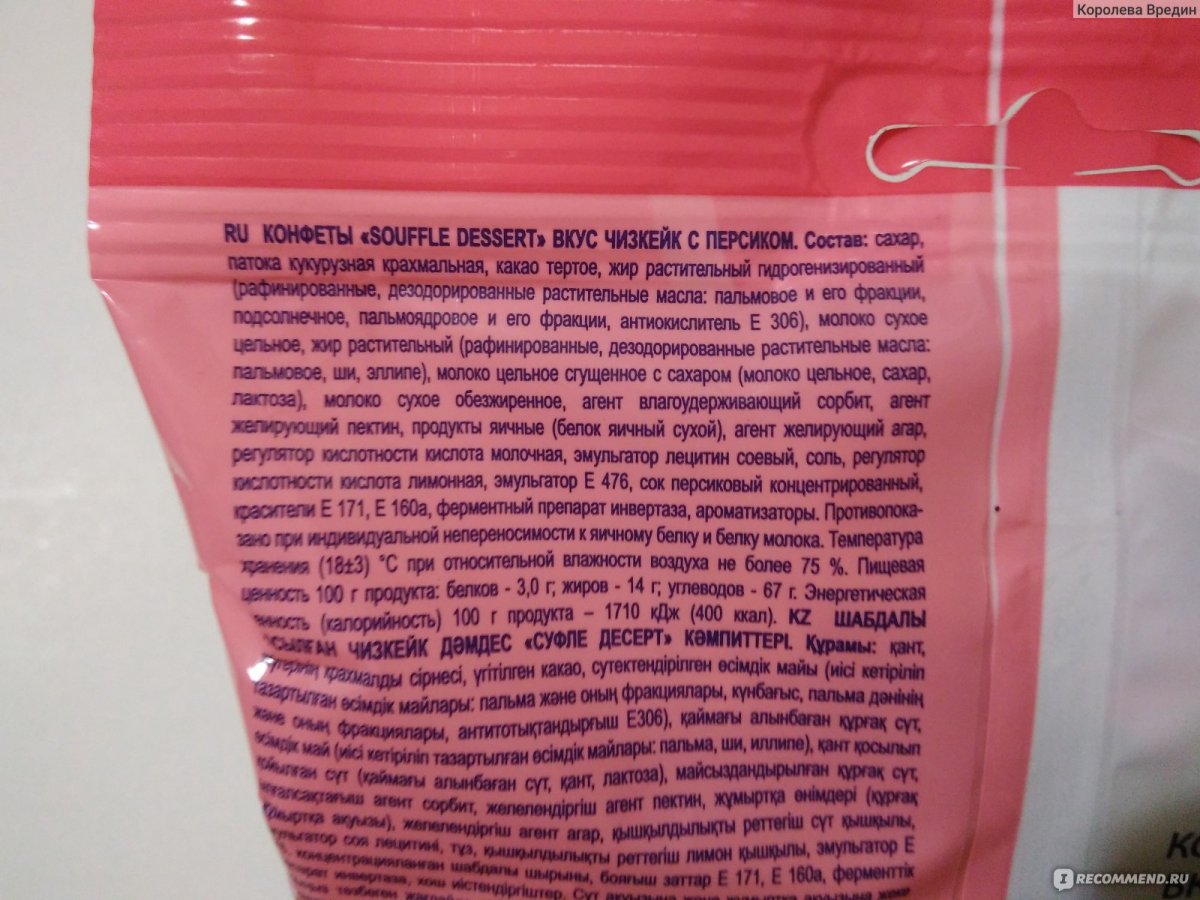 Королева Вредин
RU КОНФЕТЫ «SOUFFLE DESSERT» ВКУС ЧИЗКЕЙК С ПЕРСИКОМ. Состав: сахар,
патока кукурузная крахмальная, какао тертое, жир растительный гидрогенизированный
(рафинированные, дезодорированные растительные масла: пальмовое и его фракции,
подсолнечное, пальмоядровое и его фракции, антиокислитель Е 306), молоко сухое
цельное, жир растительный (рафинированные, дезодорированные растительные масла:
пальмовое, ши, эллипе), молоко цельное сгущенное с сахаром (молоко цельное, сахар,
лактоза), молоко сухое обезжиренное, агент влагоудерживающий сорбит, агент
желирующий пектин, продукты яичные (белок яичный сухой), агент желирующий агар,
регулятор кислотности кислота молочная, эмульгатор лецитин соевый, соль, регулятор
кислотности кислота лимонная, эмульгатор Е 476, сок персиковый концентрированный,
красители Е 171, Е 160а, ферментный препарат инвертаза, ароматизаторы. Противопока-
зано при индивидуальной непереносимости к яичному белку и белку молока. Температура
хранения (18±3) °С при относительной влажности воздуха не более 75 %. Пищевая
ценность 100 г продукта: белков - 3,0 г; жиров - 14 г; углеводов - 67 г. Энергетическая
(калорийность) 100 г продукта – 1710 кДж (400 ккал). KZ ШАБДАЛЫ
ЧИЗКЕЙК ДӘМДЕС «СУФЛЕ ДЕСЕРТ» КӘМПИТТЕРІ. Құрамы: қант,
крахмалды сірнесі, үгітілген какао, сутектендірілген өсімдік майы (иісі кетіріліп
тазартылған өсімдік майлары: пальма және оның фракциялары, күнбағыс, пальма дәнінің
және оның фракциялары, антитотықтандырғыш Е306), қаймағы алынбаған құрғақ сүт,
өсімдік май (иісі кетіріліп тазартылған өсімдік майлары: пальма, ши, иллипе), қант қосылып
қойылған сүт (қаймағы алынбаған сүт, қант, лактоза), майсыздандырылған құрғақ сүт,
агент сорбит, желелендіргіш агент пектин, жұмыртқа өнімдері (құрғақ
жұмыртқа ақуызы), желелендіргіш агент агар, қышқылдылықты реттегіш сүт қышқылы,
соя лецитині, тұз, қышқылдылықты реттегіш лимон қышқылы, эмульгатор Е
концентрацияланған шабдалы шырыны, бояғыш заттар Е 171, Е 160а, ферменттік
инвертаза, хош иістендіргіштер. Сүт ақуызына және жұмыртқа ақуызына
IRECOMMEND.RU